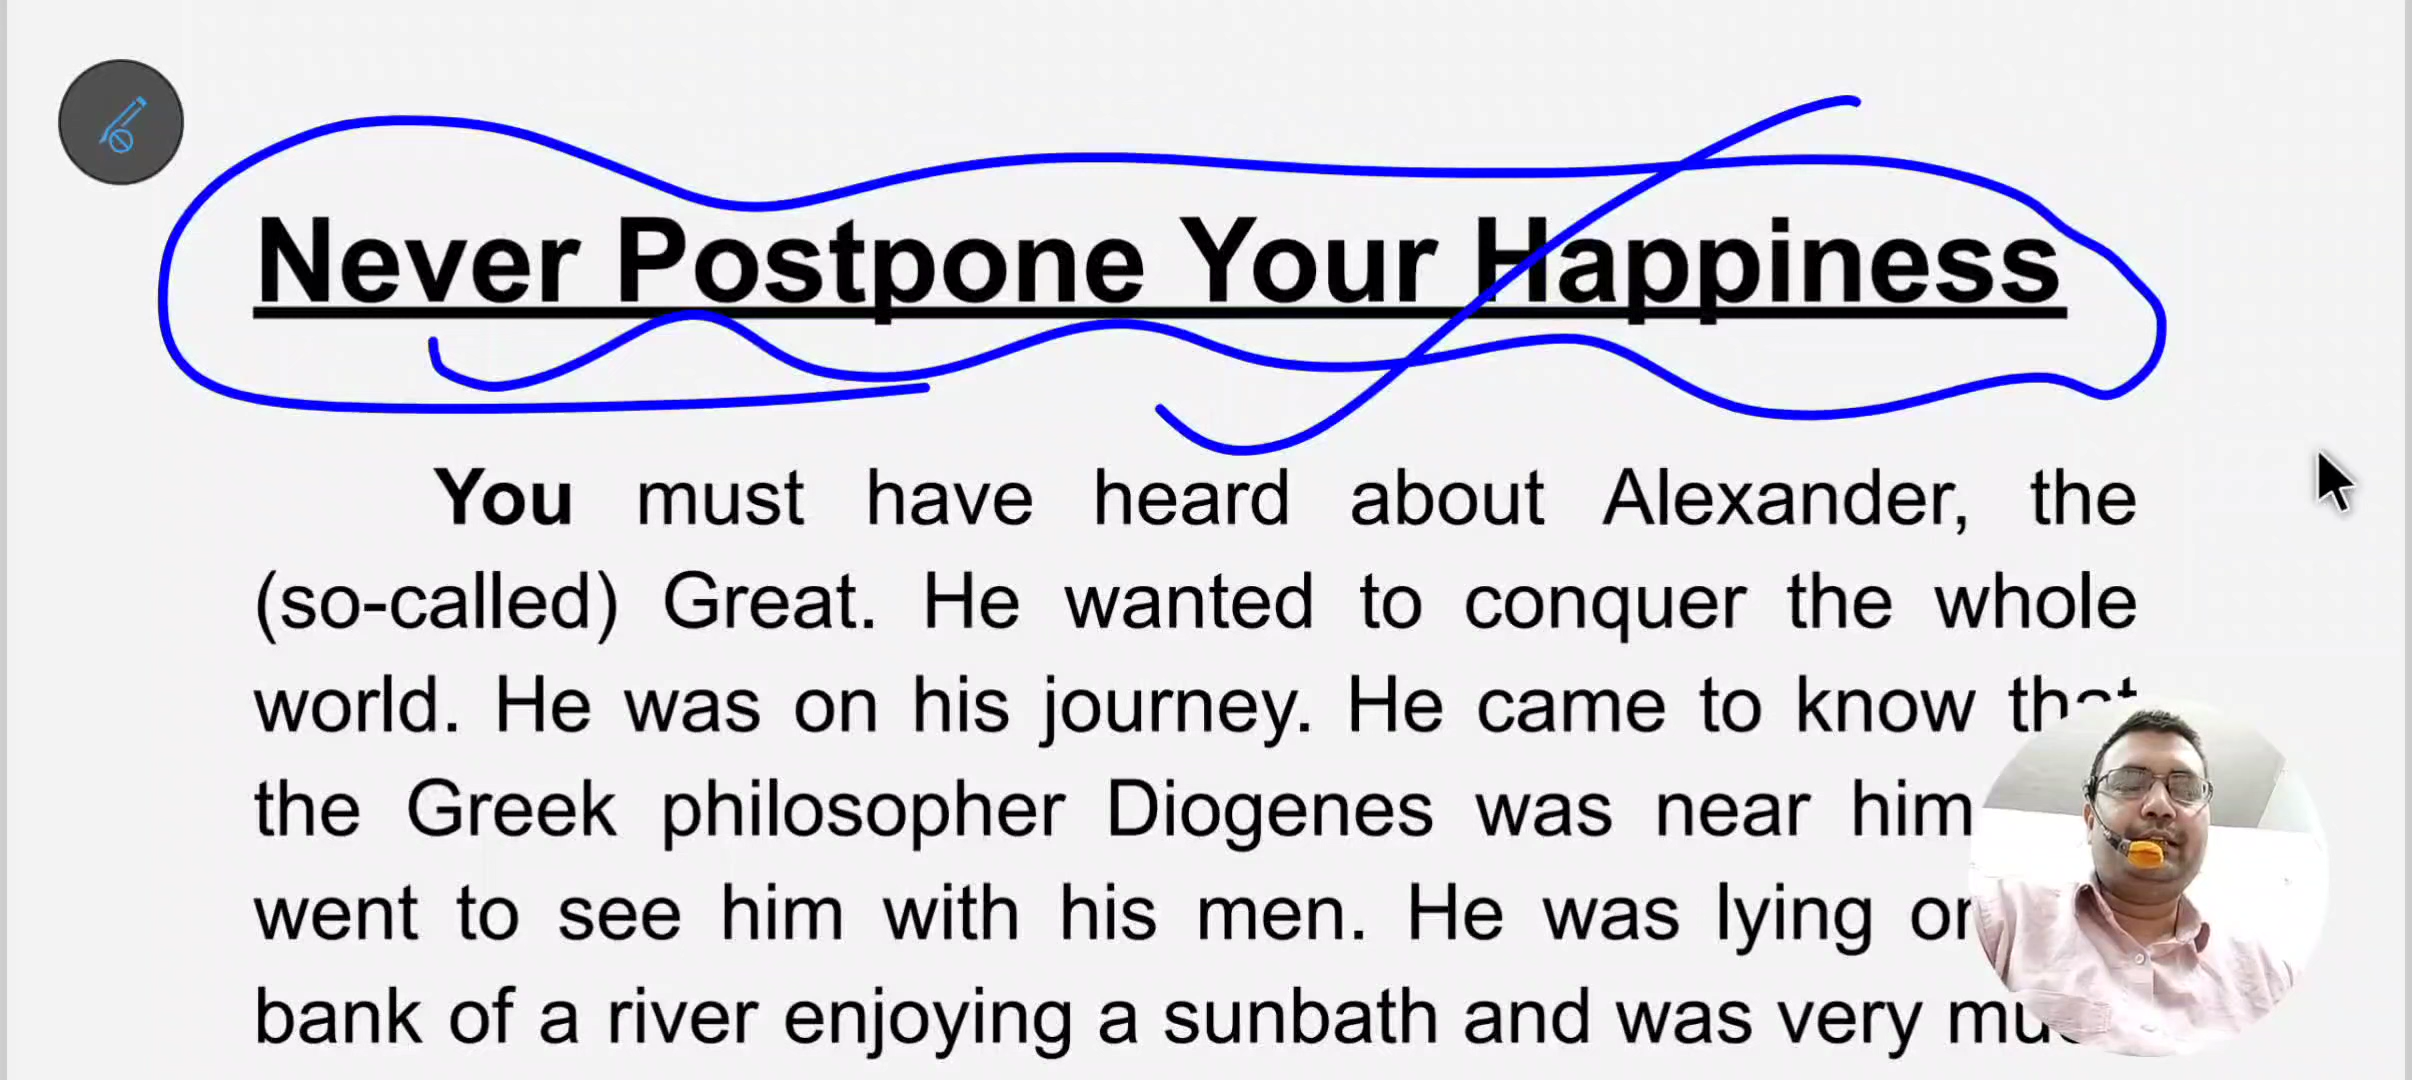 Never Postpone Your Happiness
You must have heard about Alexander, the
(so-called) Great. He wanted to conquer the whole
world. He was on his journey. He came to know that
the Greek philosopher Diogenes was near him
went to see him with his men. He was lying
bank of a river enjoying a sunbath and was very